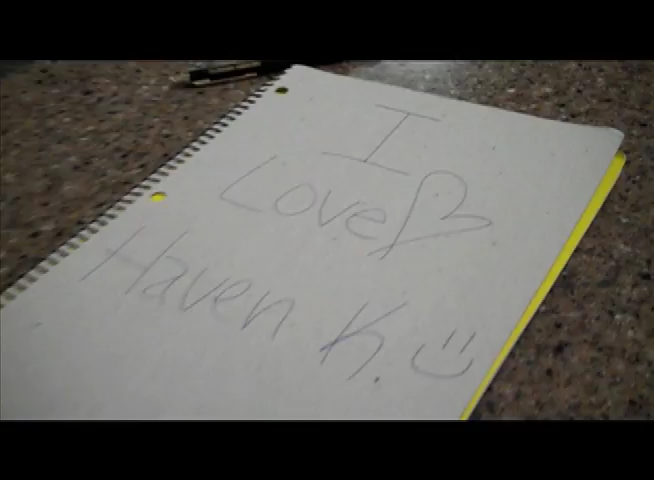 I
Love ♡
Haven K. =)